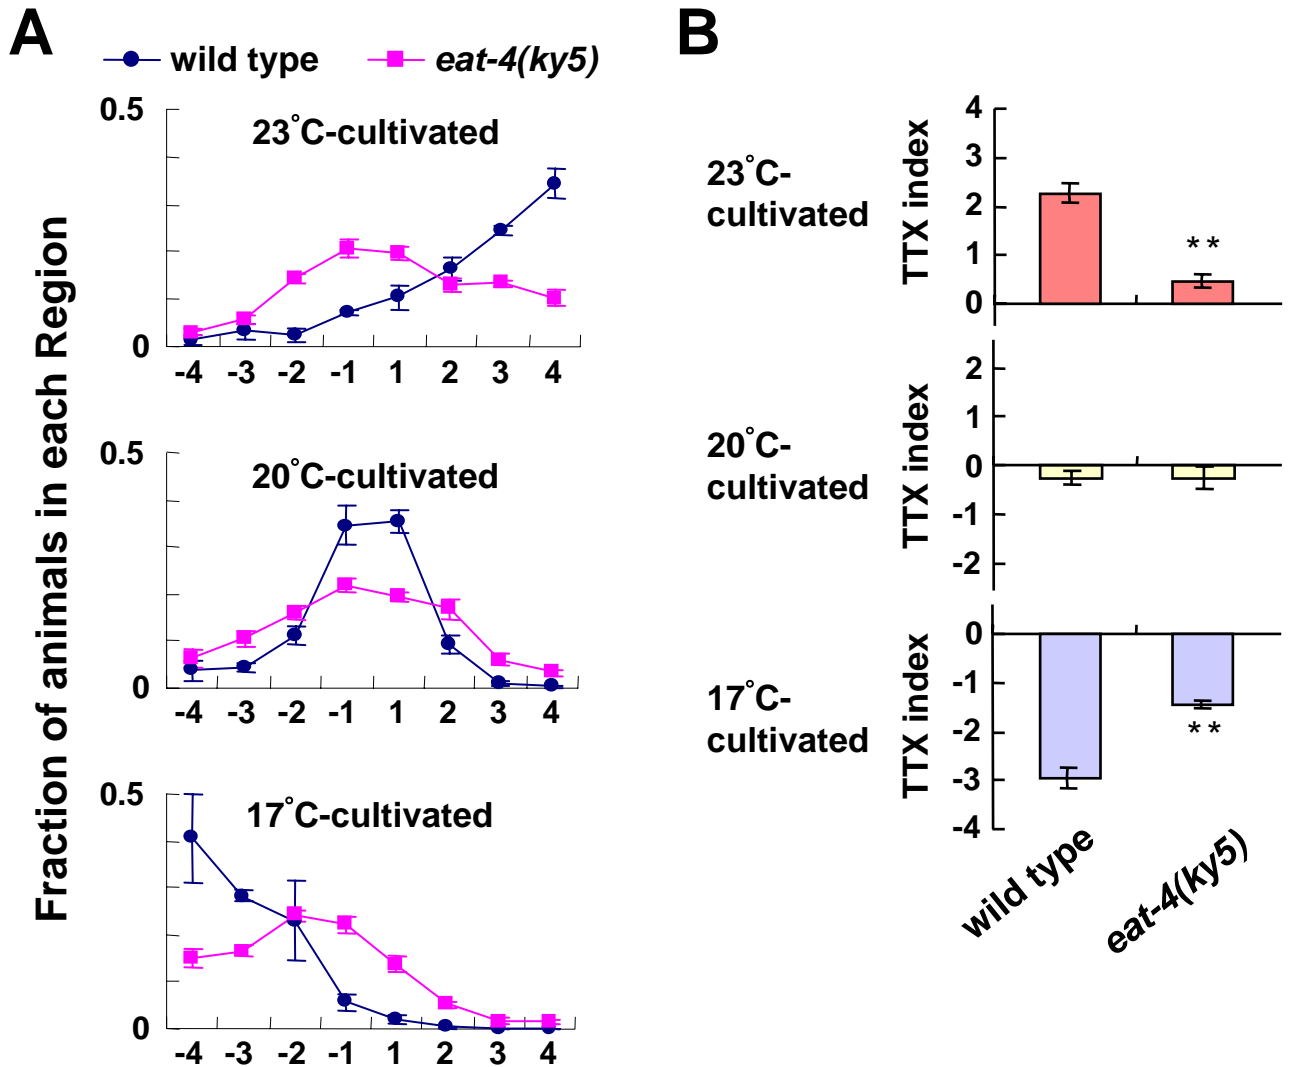 A
wild type
eat-4(ky5)
Fraction of animals in each Region
0.5
23°C-cultivated
0
-4 -3 -2 -1 1 2 3 4
0.5
20°C-cultivated
0
-4 -3 -2 -1 1 2 3 4
0.5
17°C-cultivated
0
-4 -3 -2 -1 1 2 3 4
B
23°C-
cultivated
TTX index
4
3
2
1
0
**
20°C-
cultivated
TTX index
2
1
0
-1
-2
17°C-
cultivated
TTX index
0
-1
-2
-3
-4
**
wild type
eat-4(ky5)